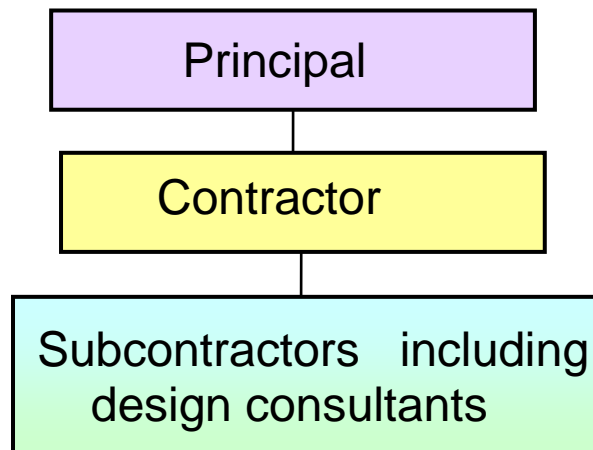 Principal
Contractor
Subcontractors including
design consultants